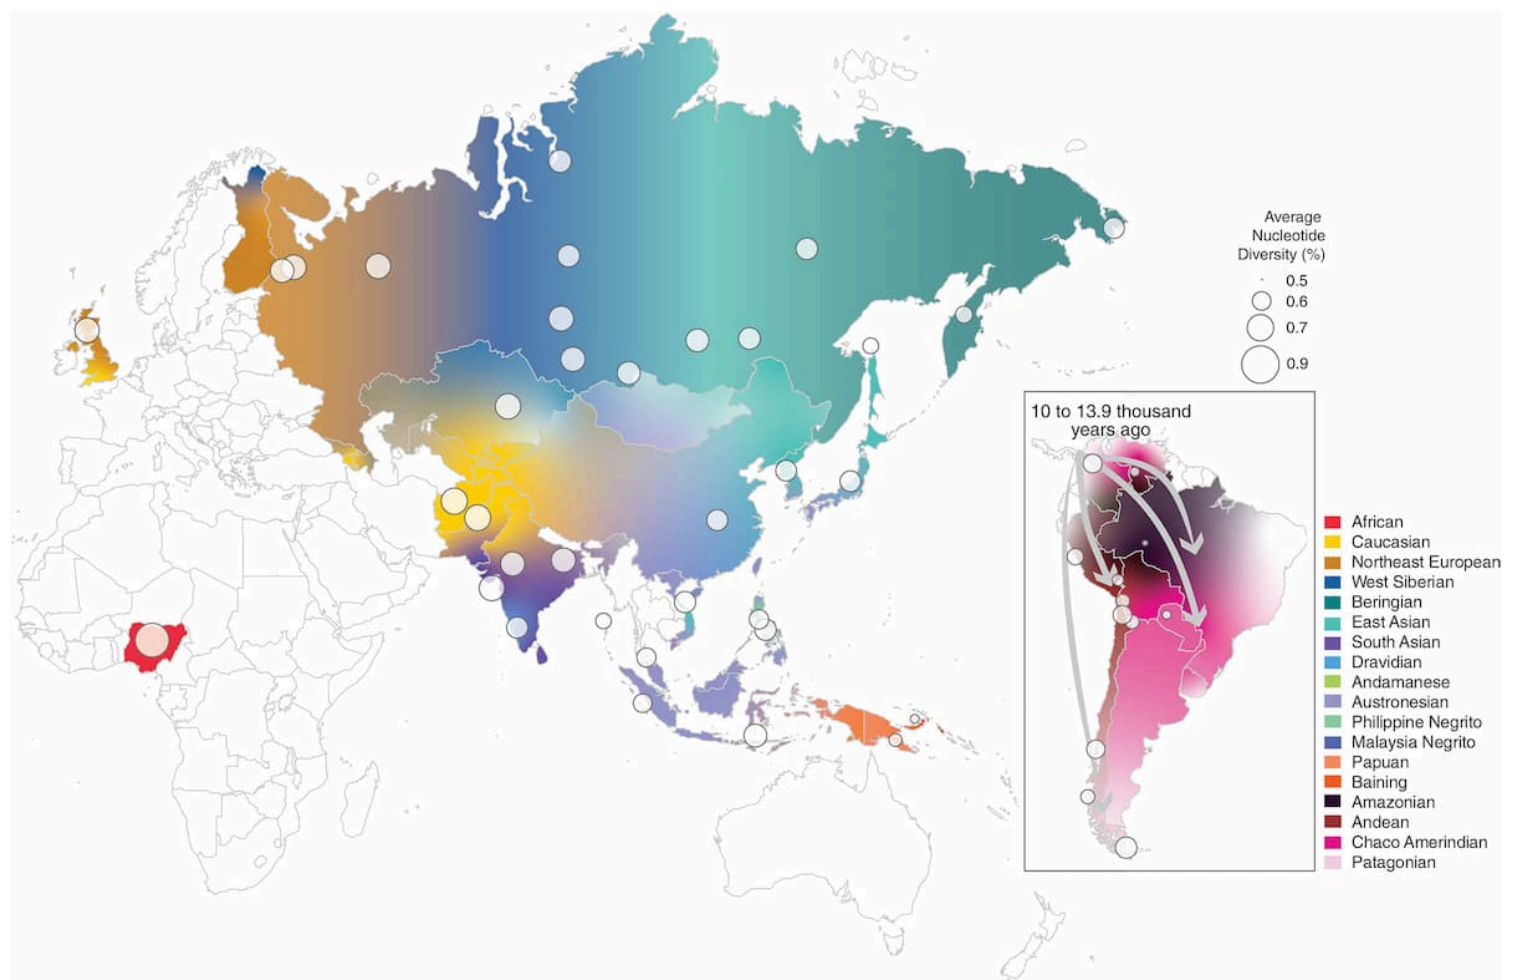 Average
Nucleotide
Diversity (%)
0.5
0.6
0.7
0.9
10 to 13.9 thousand
years ago
African
Caucasian
Northeast European
West Siberian
Beringian
East Asian
South Asian
Dravidian
Andamanese
Austronesian
Philippine Negrito
Malaysia Negrito
Papuan
Baining
Amazonian
Andean
Chaco Amerindian
Patagonian